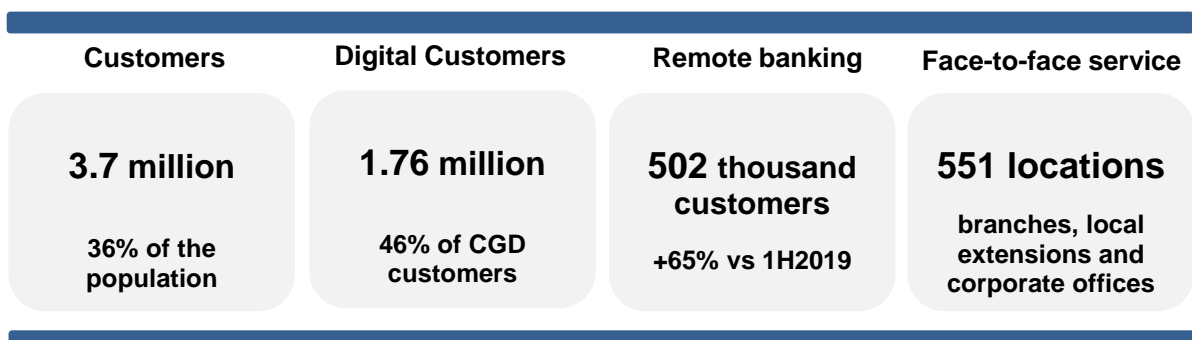 Customers
3.7 million
36% of the
population
Digital Customers
1.76 million
46% of CGD
customers
Remote banking
502 thousand
customers
+65% vs 1H2019
Face-to-face service
551 locations
branches, local
extensions and
corporate offices